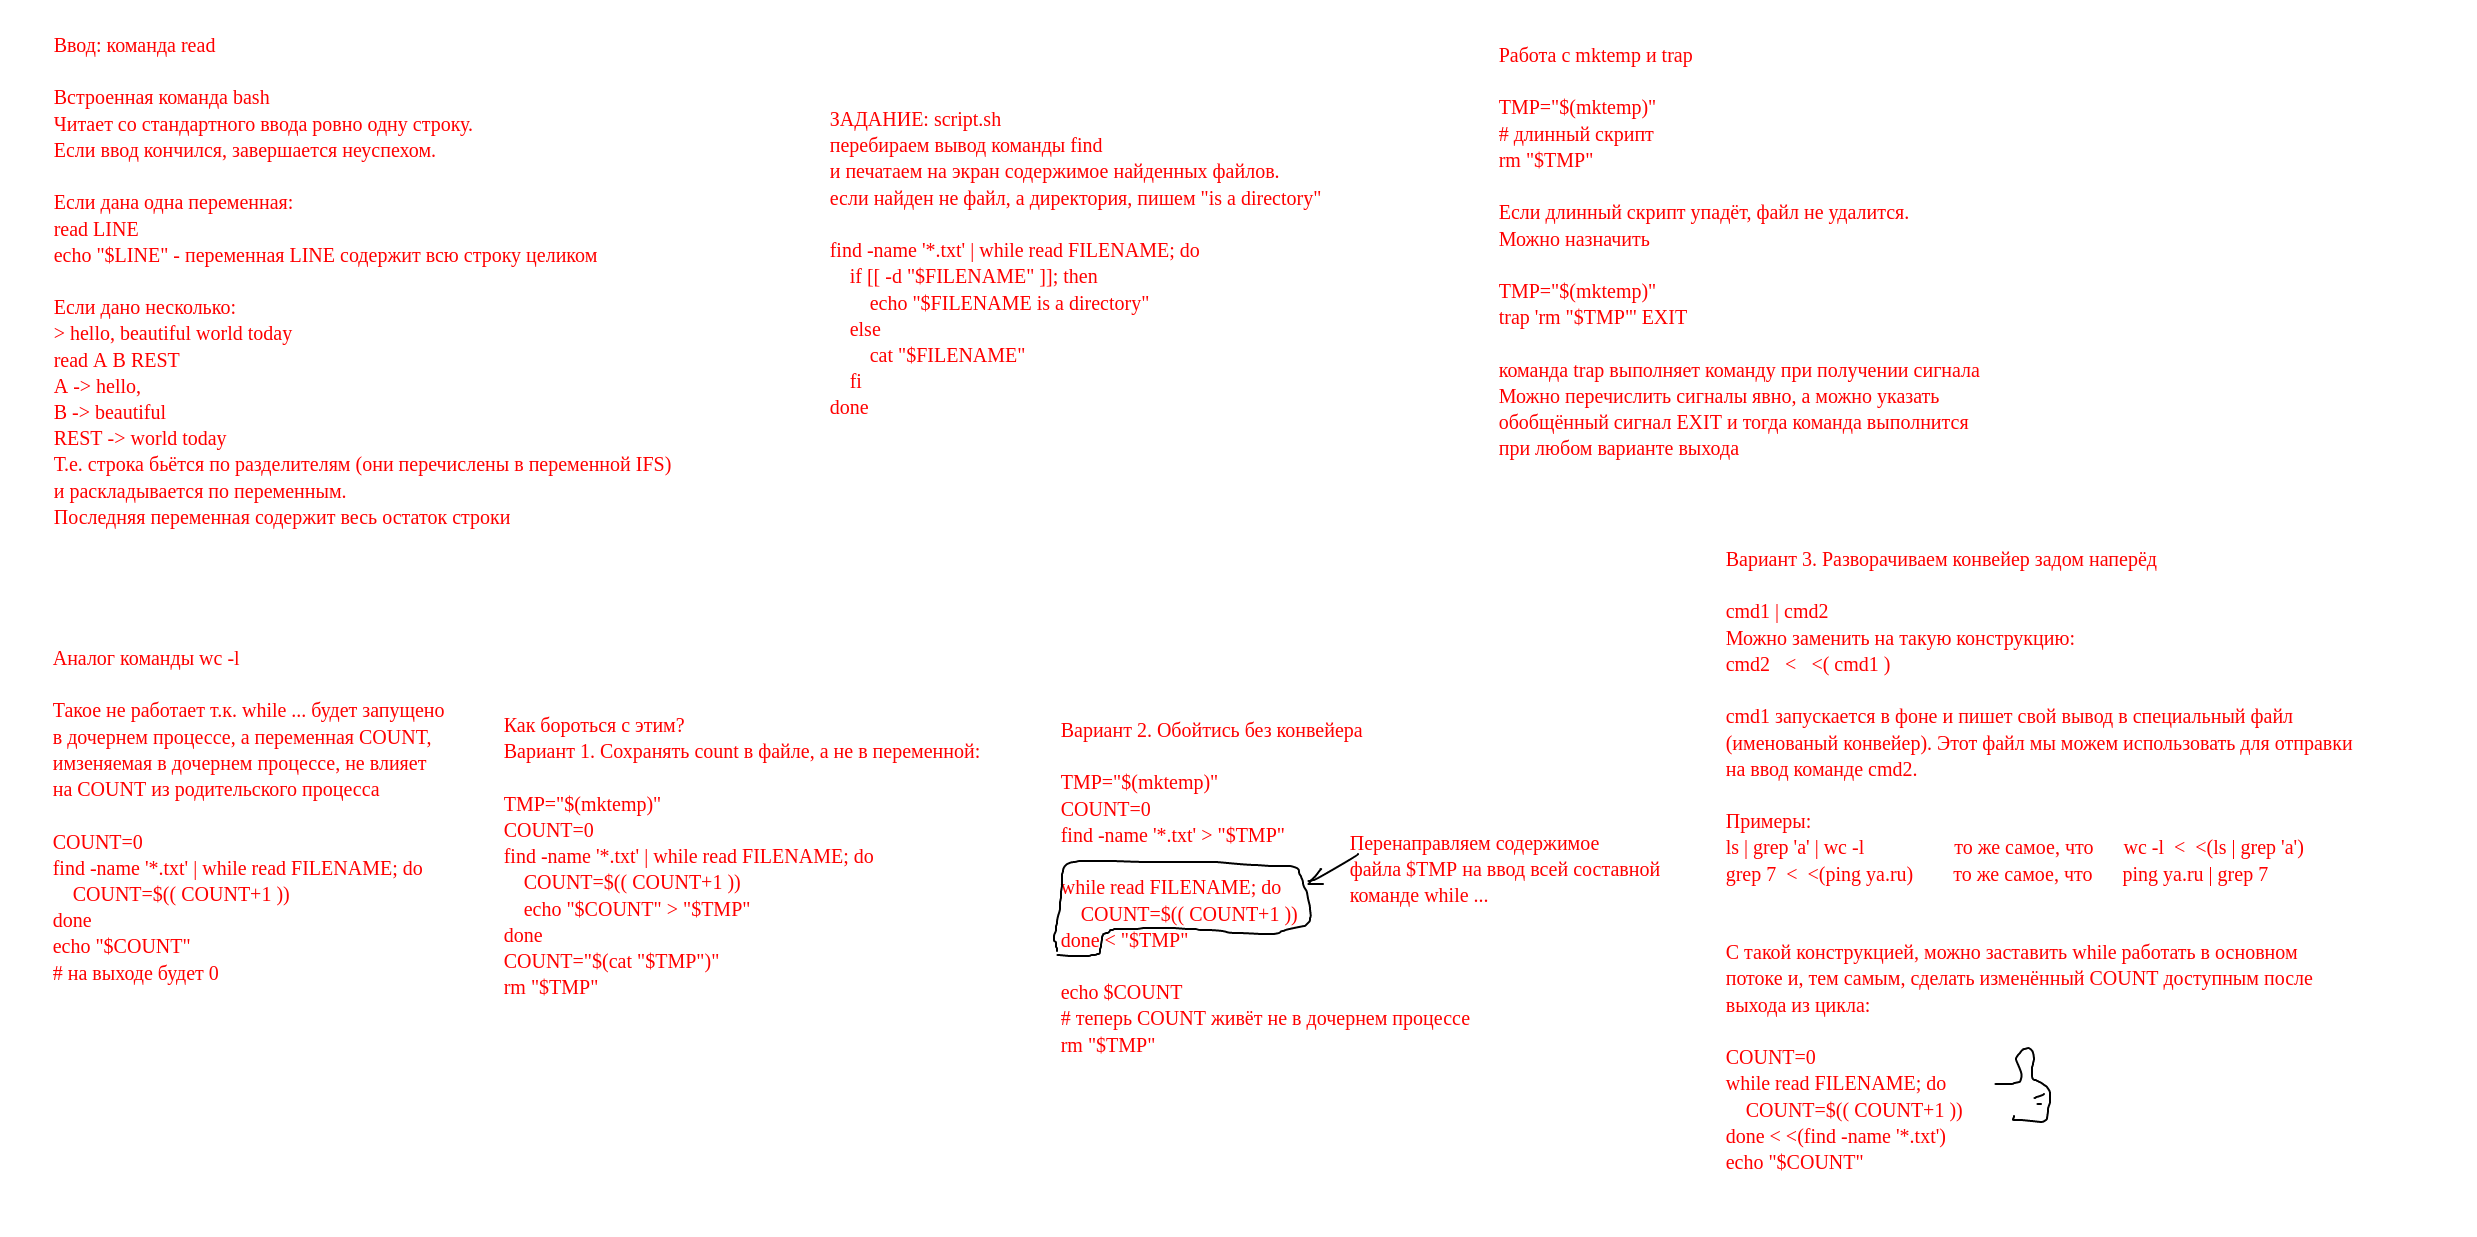 Ввод: команда read

Встроенная команда bash
Читает со стандартного ввода ровно одну строку.
Если ввод кончился, завершается неуспехом.

Если дана одна переменная:
read LINE
echo "$LINE" - переменная LINE содержит всю строку целиком

Если дано несколько:
> hello, beautiful world today
read A B REST
A -> hello,
B -> beautiful
REST -> world today
Т.е. строка бьётся по разделителям (они перечислены в переменной IFS)
и раскладывается по переменным.
Последняя переменная содержит весь остаток строки

ЗАДАНИЕ: script.sh
перебираем вывод команды find
и печатаем на экран содержимое найденных файлов.
если найден не файл, а директория, пишем "is a directory"

find -name '*.txt' | while read FILENAME; do
    if [[ -d "$FILENAME" ]]; then
        echo "$FILENAME is a directory"
    else
        cat "$FILENAME"
    fi
done

Работа с mktemp и trap

TMP="$(mktemp)"
# длинный скрипт
rm "$TMP"

Если длинный скрипт упадёт, файл не удалится.
Можно назначить

TMP="$(mktemp)"
trap 'rm "$TMP"' EXIT

команда trap выполняет команду при получении сигнала
Можно перечислить сигналы явно, а можно указать
обобщённый сигнал EXIT и тогда команда выполнится
при любом варианте выхода

Аналог команды wc -l

Такое не работает т.к. while ... будет запущено
в дочернем процессе, а переменная COUNT,
имзеняемая в дочернем процессе, не влияет
на COUNT из родительского процесса

COUNT=0
find -name '*.txt' | while read FILENAME; do
    COUNT=$(( COUNT+1 ))
done
echo "$COUNT"
# на выходе будет 0

Как бороться с этим?
Вариант 1. Сохранять count в файле, а не в переменной:

TMP="$(mktemp)"
COUNT=0
find -name '*.txt' | while read FILENAME; do
    COUNT=$(( COUNT+1 ))
    echo "$COUNT" > "$TMP"
done
COUNT="$(cat "$TMP")"
rm "$TMP"

Вариант 2. Обойтись без конвейера

TMP="$(mktemp)"
COUNT=0
find -name '*.txt' > "$TMP"

while read FILENAME; do
    COUNT=$(( COUNT+1 ))
done < "$TMP"

echo $COUNT
# теперь COUNT живёт не в дочернем процессе
rm "$TMP"

Перенаправляем содержимое
файла $TMP на ввод всей составной
команде while ...

Вариант 3. Разворачиваем конвейер задом наперёд

cmd1 | cmd2
Можно заменить на такую конструкцию:
cmd2   <   <( cmd1 )

cmd1 запускается в фоне и пишет свой вывод в специальный файл
(именованый конвейер). Этот файл мы можем использовать для отправки
на ввод команде cmd2.

Примеры:
ls | grep 'a' | wc -l                  то же самое, что      wc -l  <  <(ls | grep 'a')
grep 7  <  <(ping ya.ru)        то же самое, что      ping ya.ru | grep 7

С такой конструкцией, можно заставить while работать в основном
потоке и, тем самым, сделать изменённый COUNT доступным после
выхода из цикла:

COUNT=0
while read FILENAME; do
    COUNT=$(( COUNT+1 ))
done < <(find -name '*.txt')
echo "$COUNT"